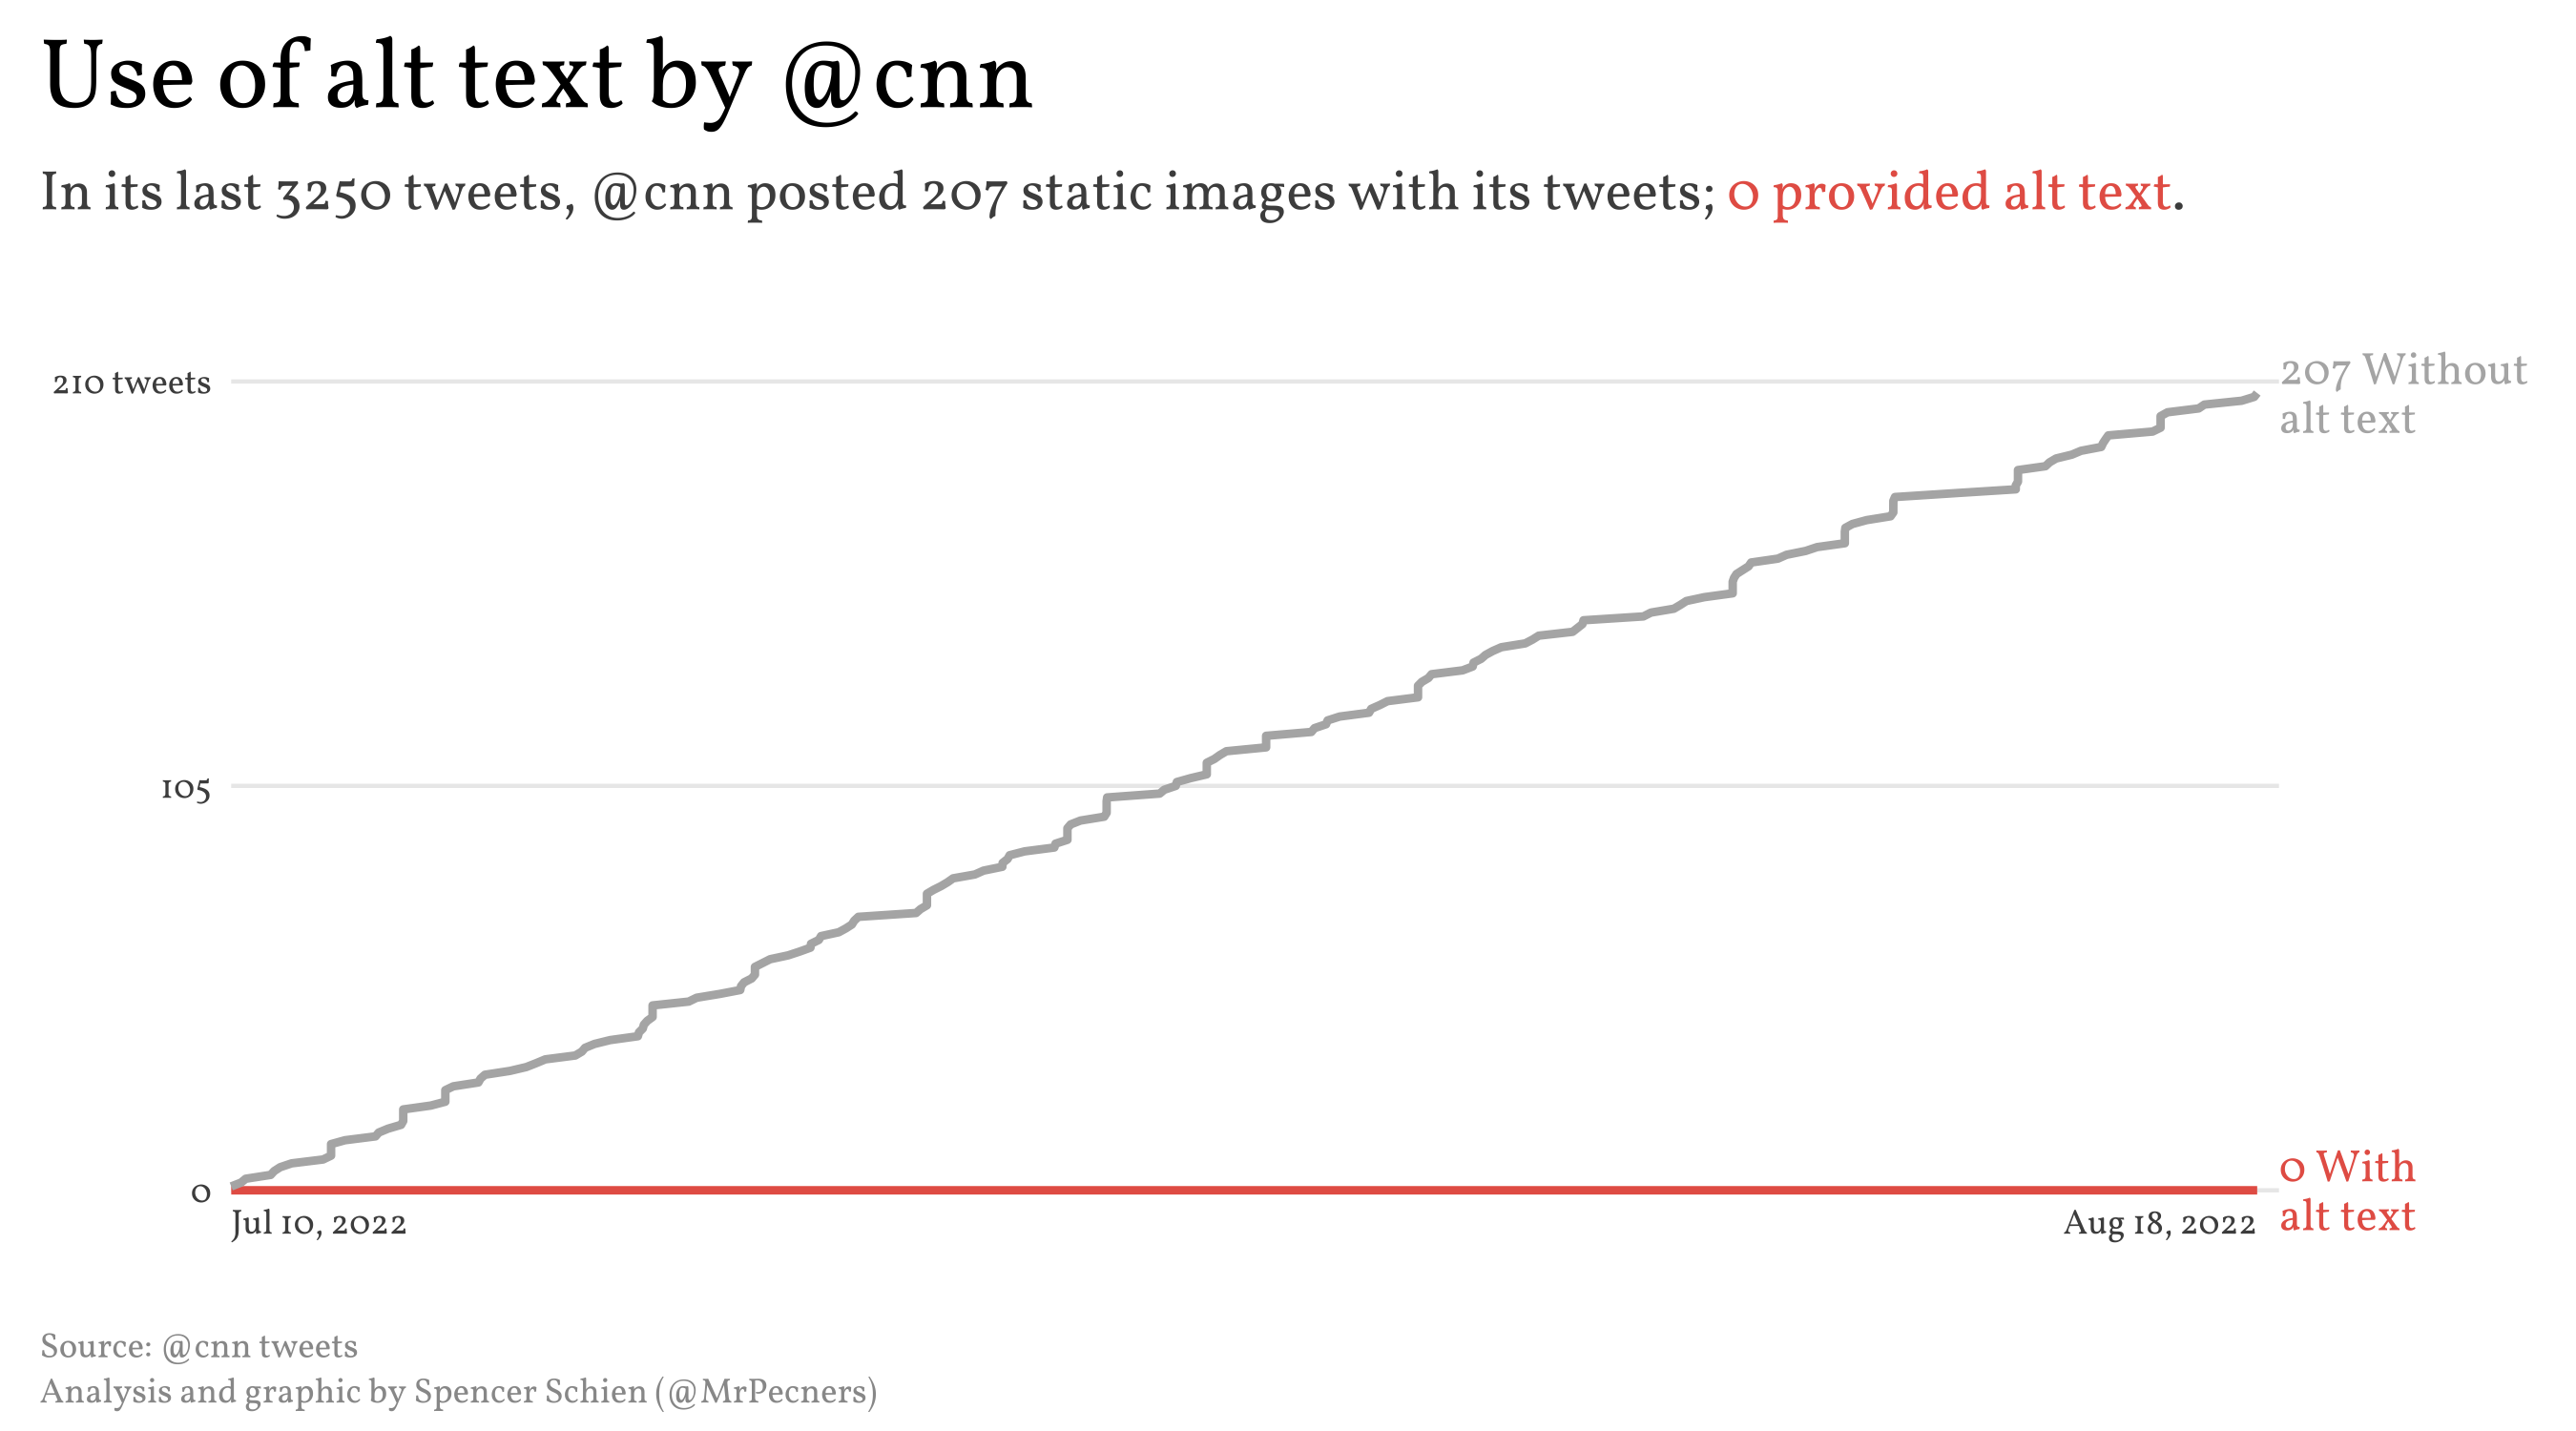 Use of alt text by @cnn
In its last 3250 tweets, @cnn posted 207 static images with its tweets; 0 provided alt text.
210 tweets
207 Without
alt text
105
0
0 With
alt text
Jul 10, 2022
Aug 18, 2022
Source: @cnn tweets
Analysis and graphic by Spencer Schien (@MrPecners)